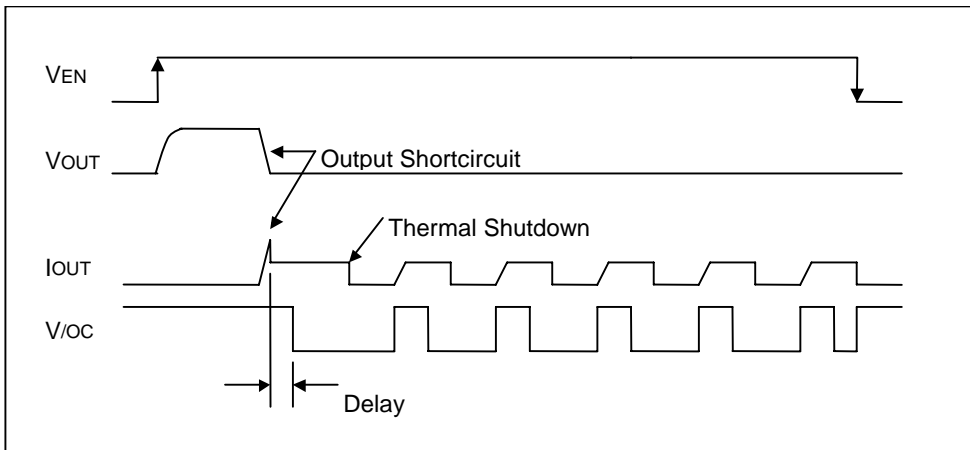 VEN
VOUT
Output Shortcircuit
Thermal Shutdown
IOUT
V/OC
Delay